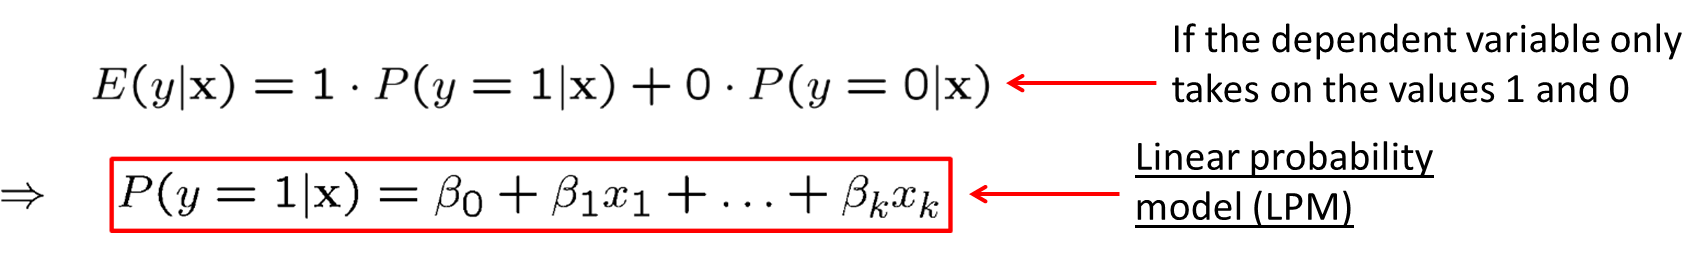 If the dependent variable only
E(y|x) = 1 · P(y = 1|x) + 0 · P(y = 0|x)
takes on the values 1 and 0
Linear probability
⇒ P(y = 1|x) = β₀ + β₁x₁ + . . . + βₖxₖ
model (LPM)